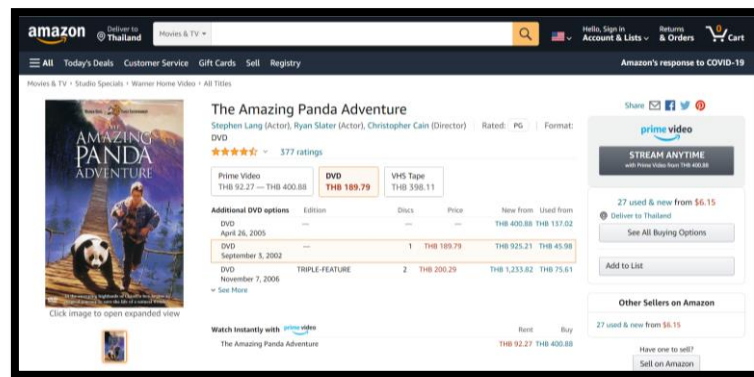 amazon
Deliver to
Thailand
Movies & TV
Hello, Sign in
Account & Lists
Returns
& Orders
0
Cart
All Today's Deals Customer Service Gift Cards Sell Registry
Amazon's response to COVID-19
Movies & TV › Studio Specials › Warner Home Video › All Titles
THE
AMAZING
PANDA
ADVENTURE
DVD
Click image to open expanded view
The Amazing Panda Adventure
Stephen Lang (Actor), Ryan Slater (Actor), Christopher Cain (Director) Rated: PG Format:
DVD
377 ratings
Prime Video
THB 92.27 — THB 400.88
DVD
THB 189.79
VHS Tape
THB 398.11
Additional DVD options Edition Discs Price New from Used from
DVD — — — THB 400.88 THB 137.02
April 26, 2005
DVD — 1 THB 189.79 THB 925.21 THB 45.98
September 3, 2002
DVD TRIPLE-FEATURE 2 THB 200.29 THB 1,233.82 THB 75.61
November 7, 2006
See More
Watch Instantly with prime video Rent Buy
The Amazing Panda Adventure THB 92.27 THB 400.88
Share
prime video
STREAM ANYTIME
with Prime Video from THB 400.88
27 used & new from $6.15
Deliver to Thailand
See All Buying Options
Add to List
Other Sellers on Amazon
27 used & new from $6.15
Have one to sell?
Sell on Amazon